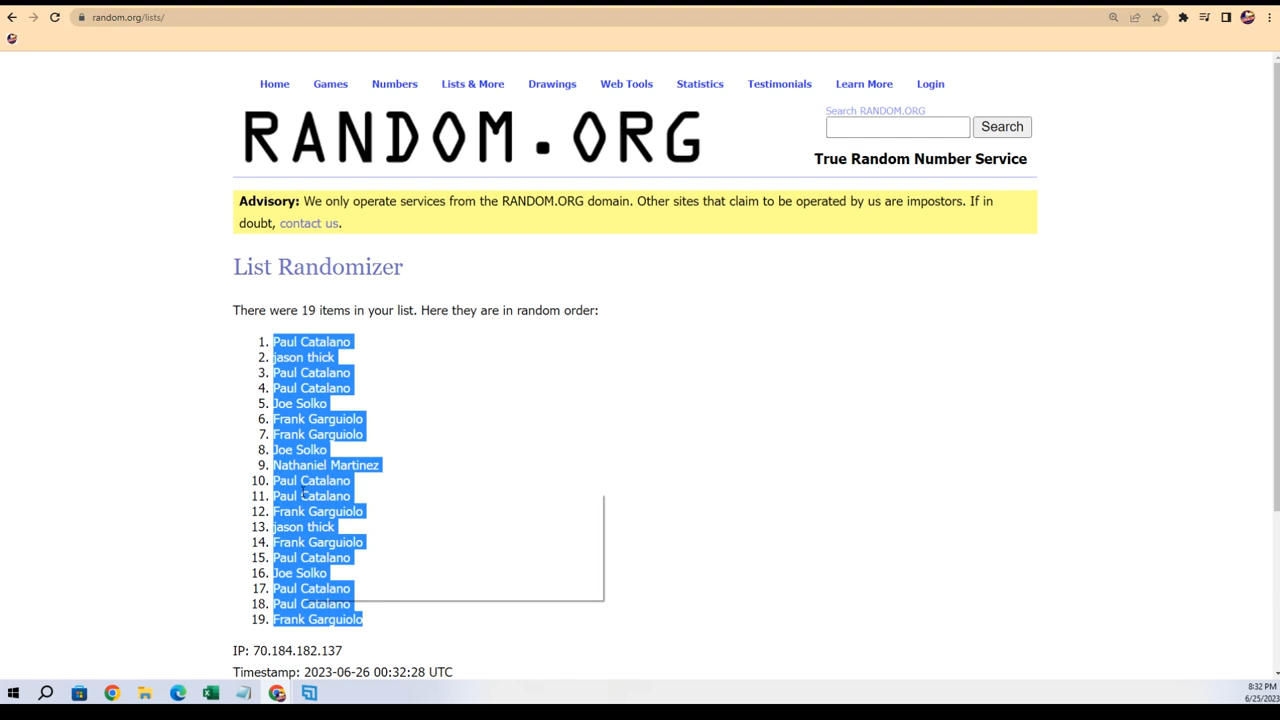 random.org/lists/
Home Games Numbers Lists & More Drawings Web Tools Statistics Testimonials Learn More Login
RANDOM.ORG
Search RANDOM.ORG
Search
True Random Number Service
Advisory: We only operate services from the RANDOM.ORG domain. Other sites that claim to be operated by us are impostors. If in
doubt, contact us.
List Randomizer
There were 19 items in your list. Here they are in random order:
1. Paul Catalano
2. jason thick
3. Paul Catalano
4. Paul Catalano
5. Joe Solko
6. Frank Garguiolo
7. Frank Garguiolo
8. Joe Solko
9. Nathaniel Martinez
10. Paul Catalano
11. Paul Catalano
12. Frank Garguiolo
13. jason thick
14. Frank Garguiolo
15. Paul Catalano
16. Joe Solko
17. Paul Catalano
18. Paul Catalano
19. Frank Garguiolo
IP: 70.184.182.137
Timestamp: 2023-06-26 00:32:28 UTC
8:32 PM
6/25/2023